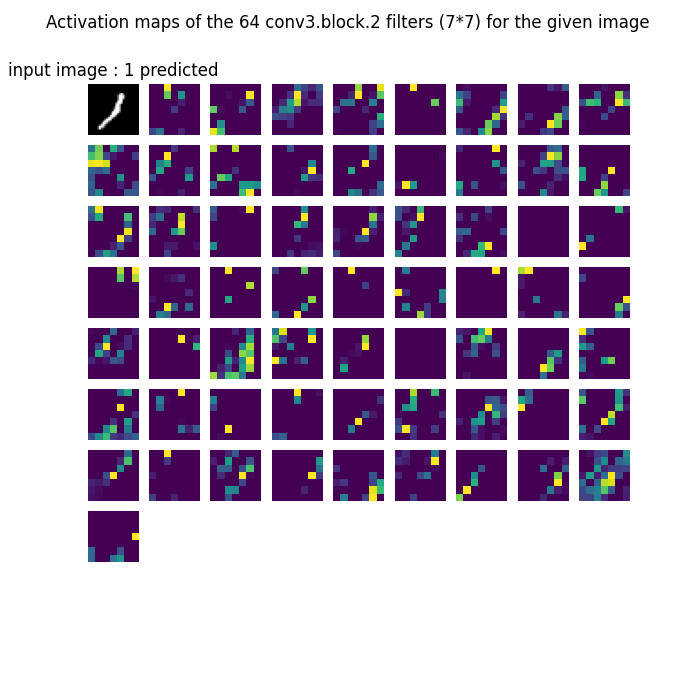 Activation maps of the 64 conv3.block.2 filters (7*7) for the given image
input image : 1 predicted